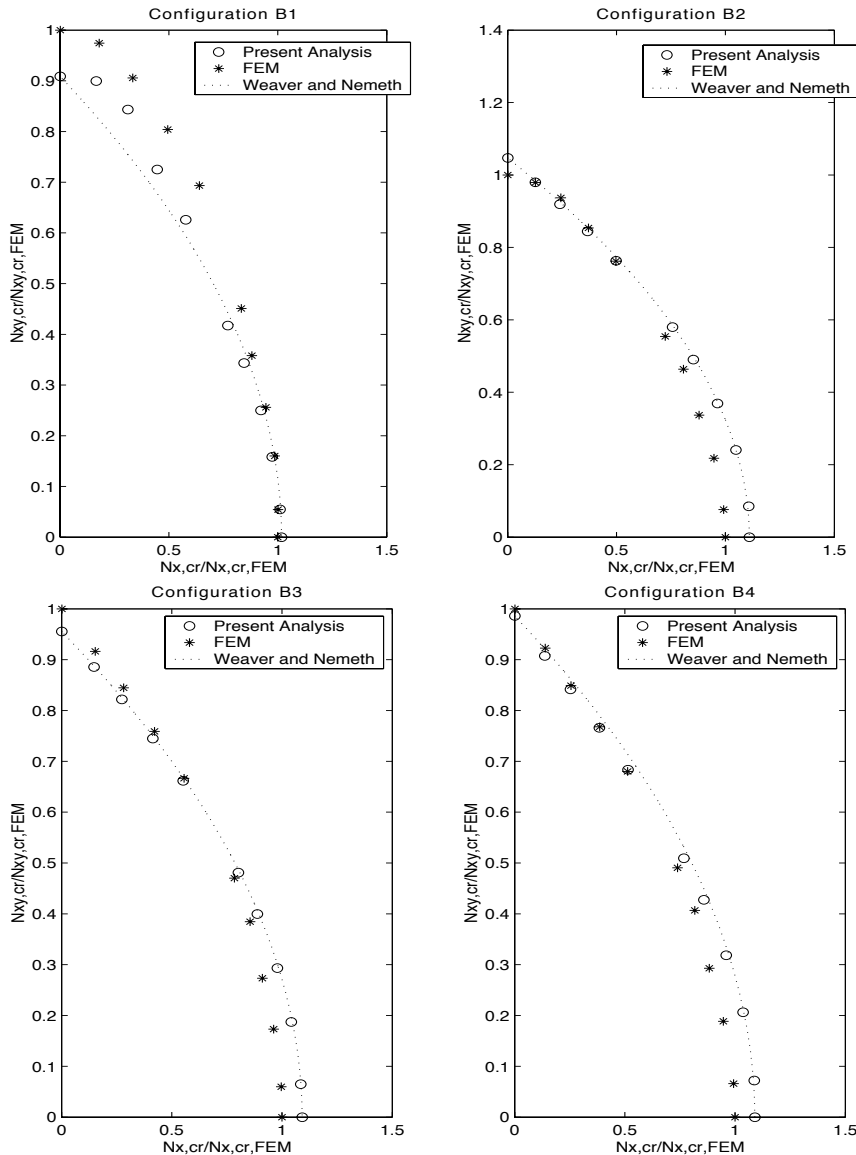 Configuration B1
1
0.9
0.8
0.7
0.6
0.5
0.4
0.3
0.2
0.1
0
Nxy,cr/Nxy,cr,FEM
Present Analysis
FEM
Weaver and Nemeth
0 0.5 1 1.5
Nx,cr/Nx,cr,FEM
Configuration B2
1.4
1.2
1
0.8
0.6
0.4
0.2
0
Nxy,cr/Nxy,cr,FEM
Present Analysis
FEM
Weaver and Nemeth
0 0.5 1 1.5
Nx,cr/Nx,cr,FEM
Configuration B3
1
0.9
0.8
0.7
0.6
0.5
0.4
0.3
0.2
0.1
0
Nxy,cr/Nxy,cr,FEM
Present Analysis
FEM
Weaver and Nemeth
0 0.5 1 1.5
Nx,cr/Nx,cr,FEM
Configuration B4
1
0.9
0.8
0.7
0.6
0.5
0.4
0.3
0.2
0.1
0
Nxy,cr/Nxy,cr,FEM
Present Analysis
FEM
Weaver and Nemeth
0 0.5 1 1.5
Nx,cr/Nx,cr,FEM